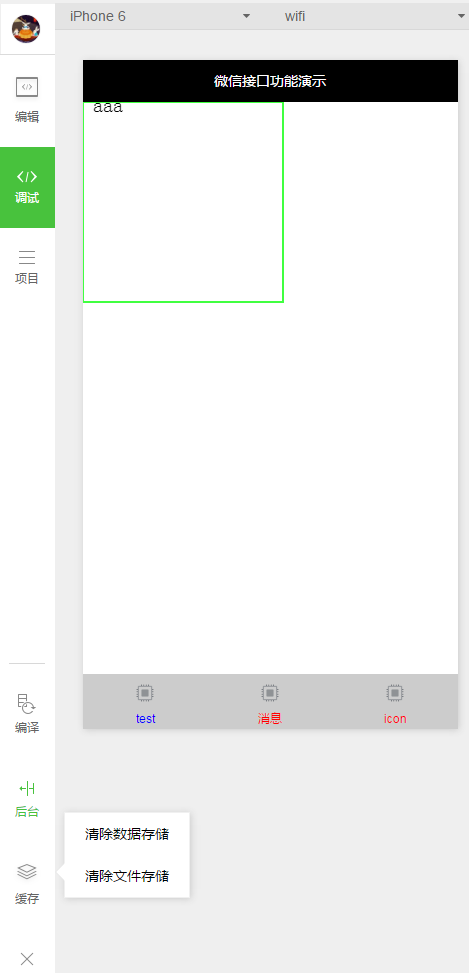 iPhone 6
wifi
编辑
调试
项目
微信接口功能演示
aaa
test
消息
icon
编译
后台
缓存
清除数据存储
清除文件存储